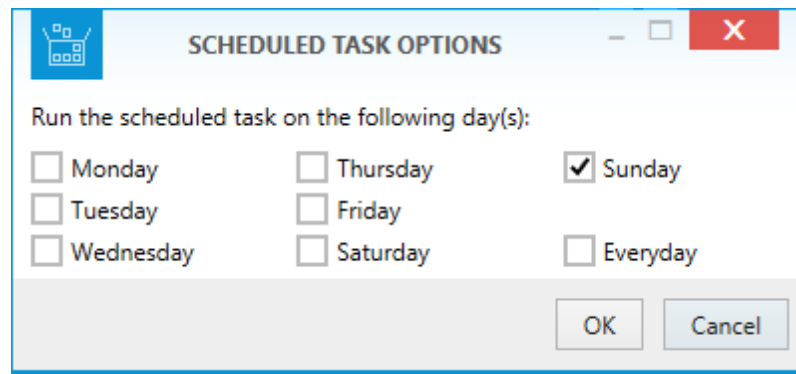 SCHEDULED TASK OPTIONS
Run the scheduled task on the following day(s):
Monday Thursday Sunday
Tuesday Friday
Wednesday Saturday Everyday
OK Cancel